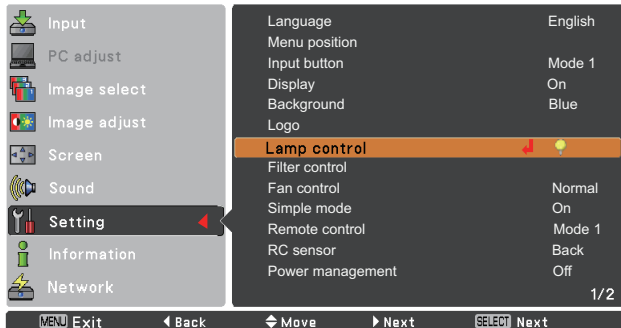 Input
PC adjust
Image select
Image adjust
Screen
Sound
Setting
Information
Network
Language English
Menu position
Input button Mode 1
Display On
Background Blue
Logo
Lamp control
Filter control
Fan control Normal
Simple mode On
Remote control Mode 1
RC sensor Back
Power management Off
1/2
MENU Exit Back Move Next SELECT Next